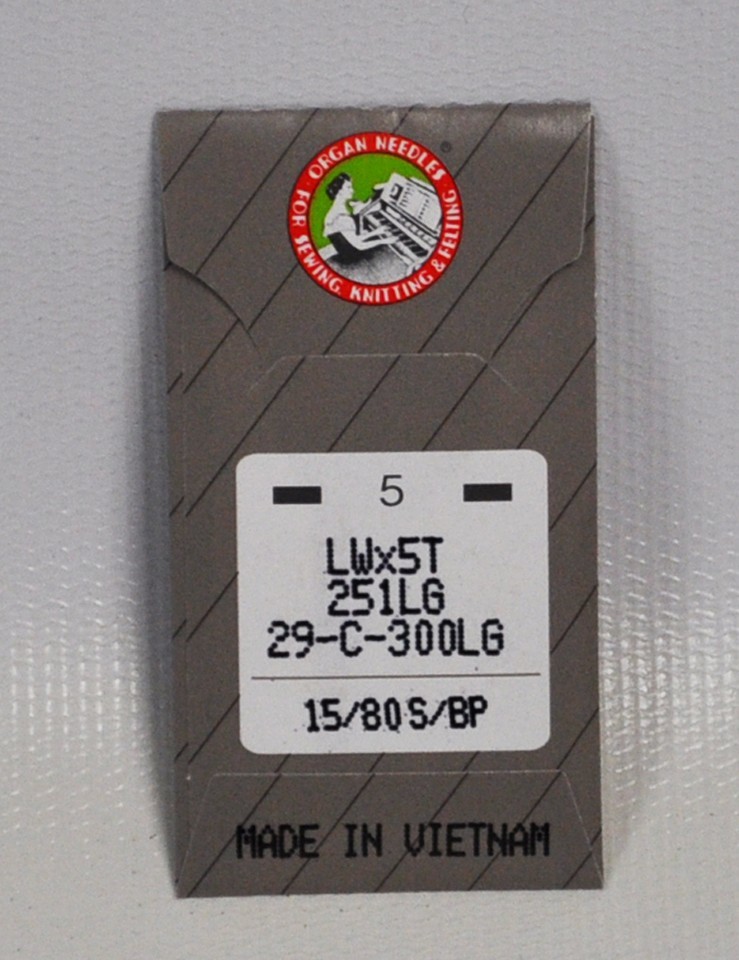 ORGAN NEEDLES ®
FOR SEWING, KNITTING & FELTING
5
LWx5T
251LG
29-C-300LG
15/80S/BP
MADE IN VIETNAM